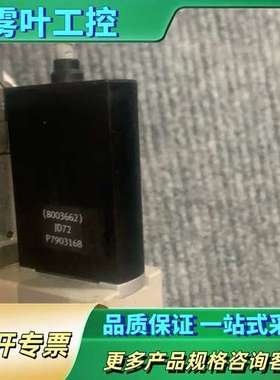 雾叶工控
(8003662)
JD72
P7903168
品质保证 一站式采
开专票
更多产品规格咨询客